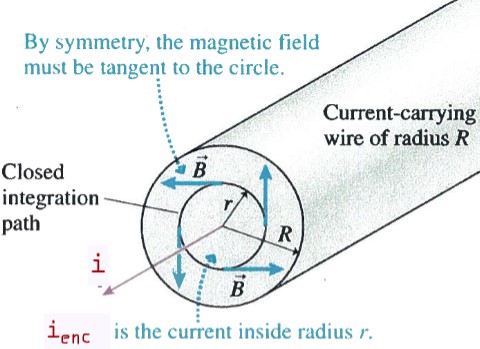 By symmetry, the magnetic field
must be tangent to the circle.
Current-carrying
wire of radius R
Closed
integration
path
B⃗
r
R
i
B⃗
i_enc is the current inside radius r.